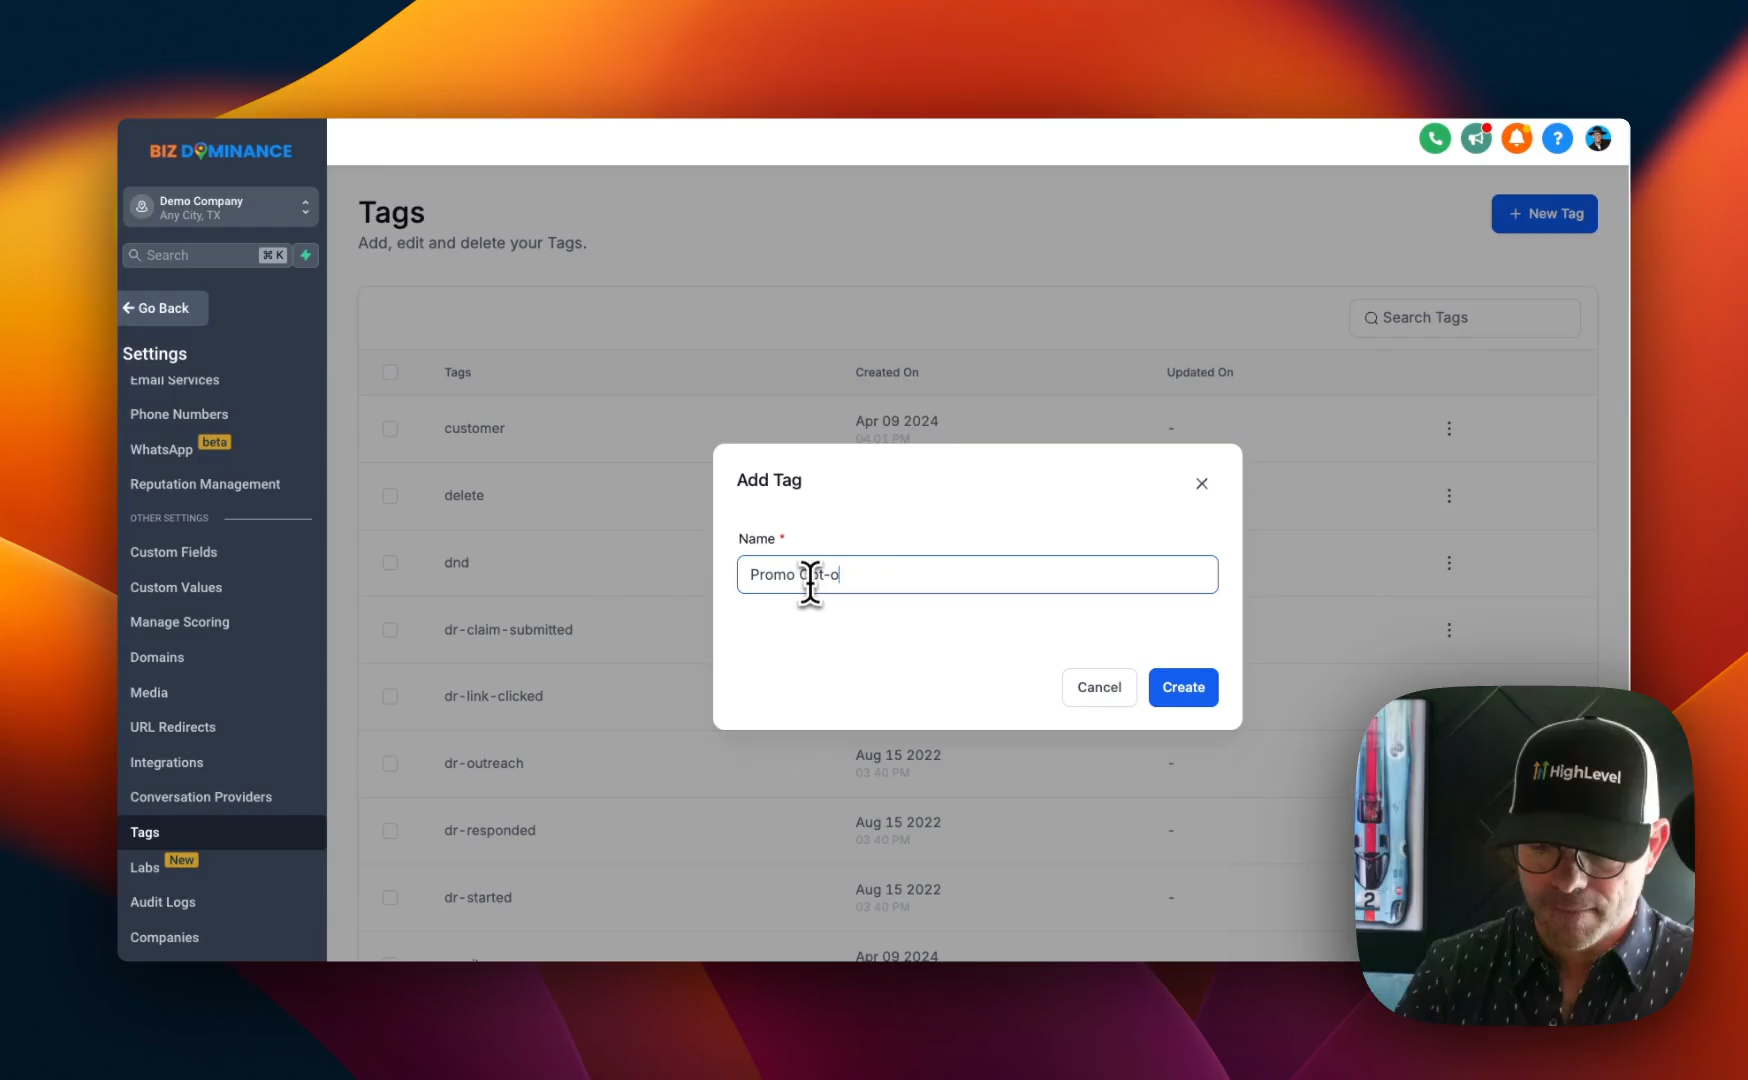 BIZ DOMINANCE
Demo Company
Any City, TX
Search
⌘ K
Go Back
Settings
Email Services
Phone Numbers
WhatsApp beta
Reputation Management
OTHER SETTINGS
Custom Fields
Custom Values
Manage Scoring
Domains
Media
URL Redirects
Integrations
Conversation Providers
Tags
Labs New
Audit Logs
Companies
?
Tags
Add, edit and delete your Tags.
+ New Tag
Search Tags
Tags Created On Updated On
customer Apr 09 2024 -
04 01 PM
delete
dnd
dr-claim-submitted
dr-link-clicked
dr-outreach Aug 15 2022 -
03 40 PM
dr-responded Aug 15 2022 -
03 40 PM
dr-started Aug 15 2022 -
03 40 PM
Apr 09 2024
Add Tag
Name *
Promo Opt-o
Cancel
Create
HighLevel
2